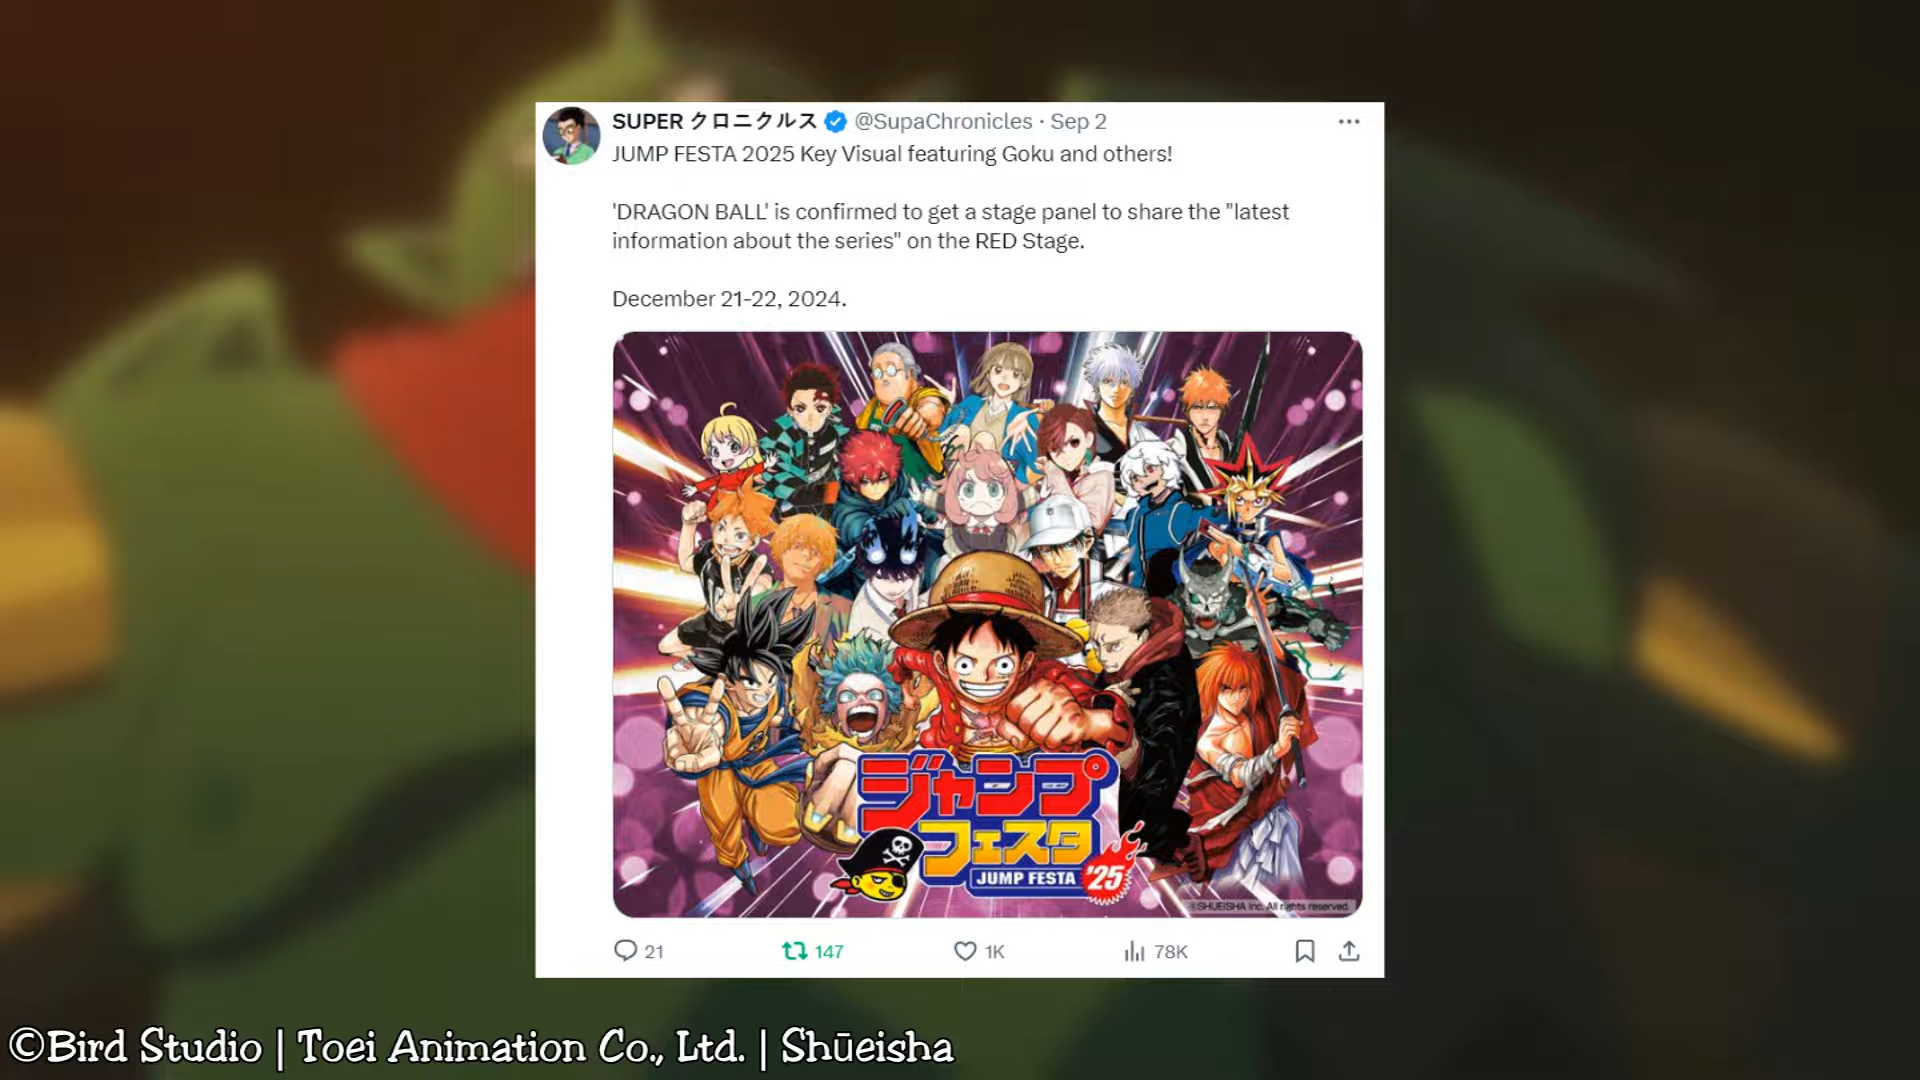 SUPER クロニクルス @SupaChronicles · Sep 2
JUMP FESTA 2025 Key Visual featuring Goku and others!
'DRAGON BALL' is confirmed to get a stage panel to share the "latest
information about the series" on the RED Stage.
December 21-22, 2024.
ジャンプ
フェスタ
JUMP FESTA '25
©SHUEISHA Inc. All rights reserved.
21 147 1K 78K
©Bird Studio | Toei Animation Co., Ltd. | Shūeisha